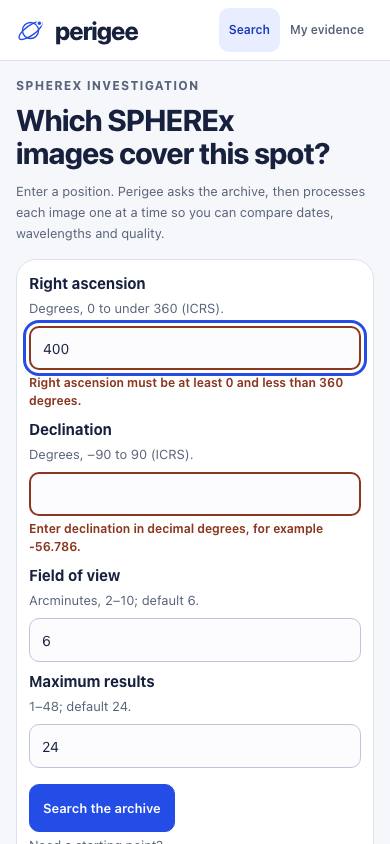 perigee
Search
My evidence
SPHEREX INVESTIGATION
Which SPHEREx
images cover this spot?
Enter a position. Perigee asks the archive, then processes
each image one at a time so you can compare dates,
wavelengths and quality.
Right ascension
Degrees, 0 to under 360 (ICRS).
400
Right ascension must be at least 0 and less than 360
degrees.
Declination
Degrees, −90 to 90 (ICRS).
Enter declination in decimal degrees, for example
-56.786.
Field of view
Arcminutes, 2–10; default 6.
6
Maximum results
1–48; default 24.
24
Search the archive
Need a starting point?